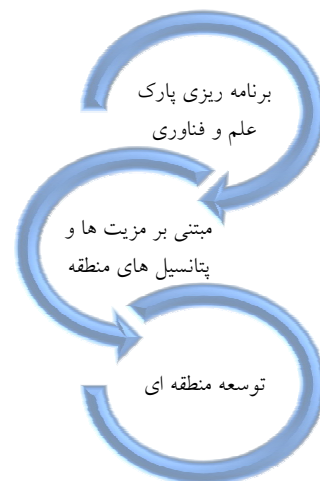 برنامه ریزی پارک
علم و فناوری
مبتنی بر مزیت ها و
پتانسیل های منطقه
توسعه منطقه ای